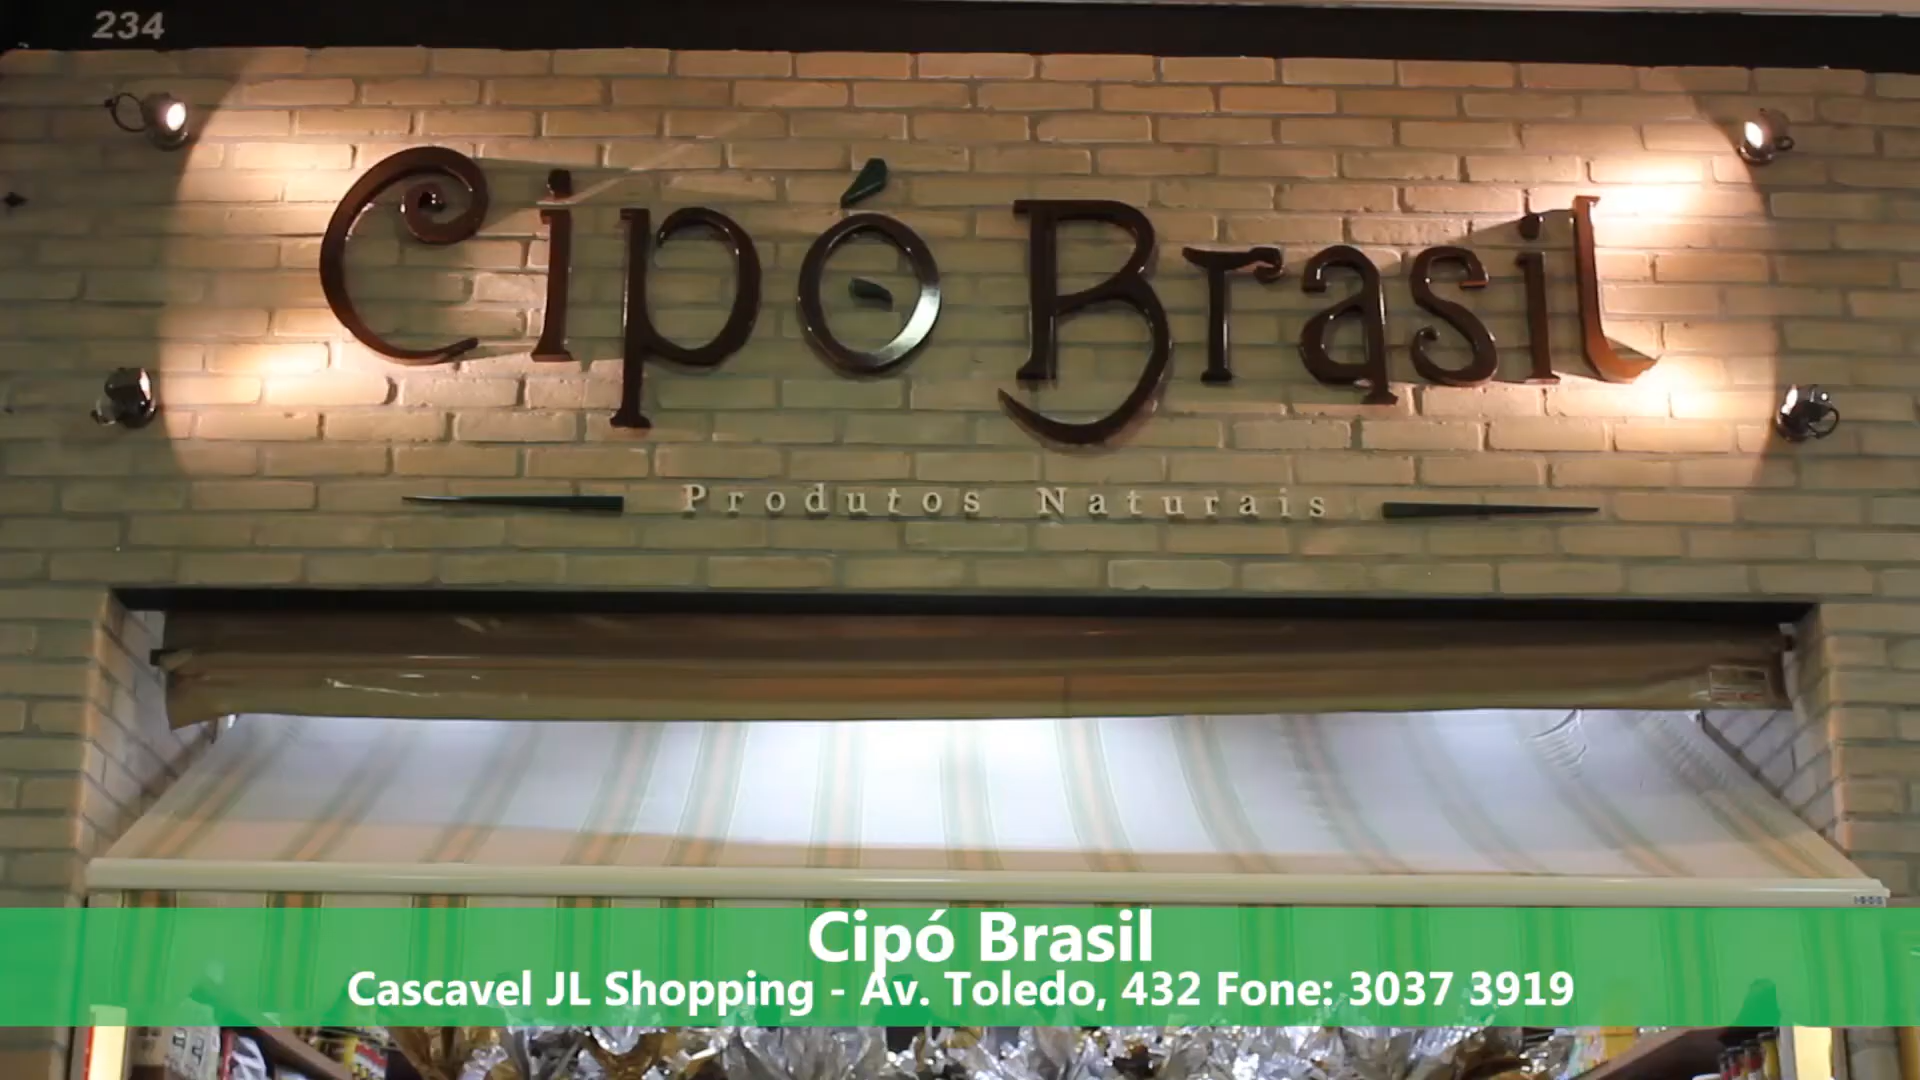 234
Cipó Brasil
Produtos Naturais
Cipó Brasil
Cascavel JL Shopping - Av. Toledo, 432 Fone: 3037 3919